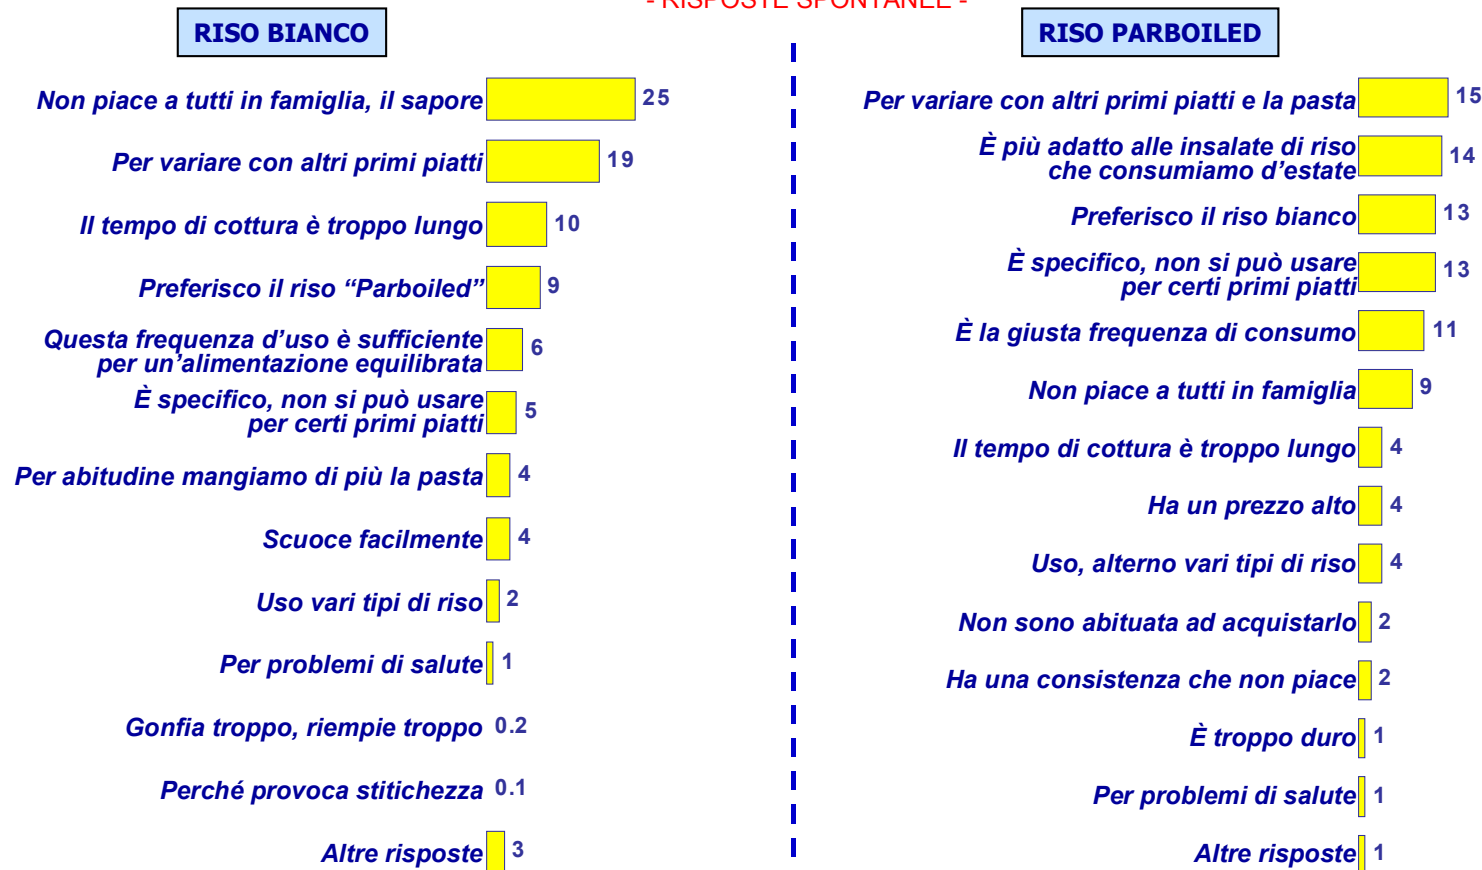 - RISPOSTE SPONTANEE -
RISO BIANCO
Non piace a tutti in famiglia, il sapore 25
Per variare con altri primi piatti 19
Il tempo di cottura è troppo lungo 10
Preferisco il riso “Parboiled” 9
Questa frequenza d’uso è sufficiente
per un’alimentazione equilibrata 6
È specifico, non si può usare
per certi primi piatti 5
Per abitudine mangiamo di più la pasta 4
Scuoce facilmente 4
Uso vari tipi di riso 2
Per problemi di salute 1
Gonfia troppo, riempie troppo 0.2
Perché provoca stitichezza 0.1
Altre risposte 3
RISO PARBOILED
Per variare con altri primi piatti e la pasta 15
È più adatto alle insalate di riso
che consumiamo d’estate 14
Preferisco il riso bianco 13
È specifico, non si può usare
per certi primi piatti 13
È la giusta frequenza di consumo 11
Non piace a tutti in famiglia 9
Il tempo di cottura è troppo lungo 4
Ha un prezzo alto 4
Uso, alterno vari tipi di riso 4
Non sono abituata ad acquistarlo 2
Ha una consistenza che non piace 2
È troppo duro 1
Per problemi di salute 1
Altre risposte 1